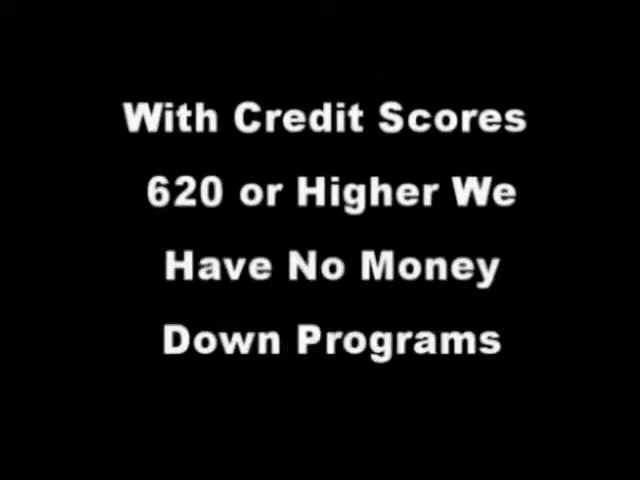 With Credit Scores
620 or Higher We
Have No Money
Down Programs